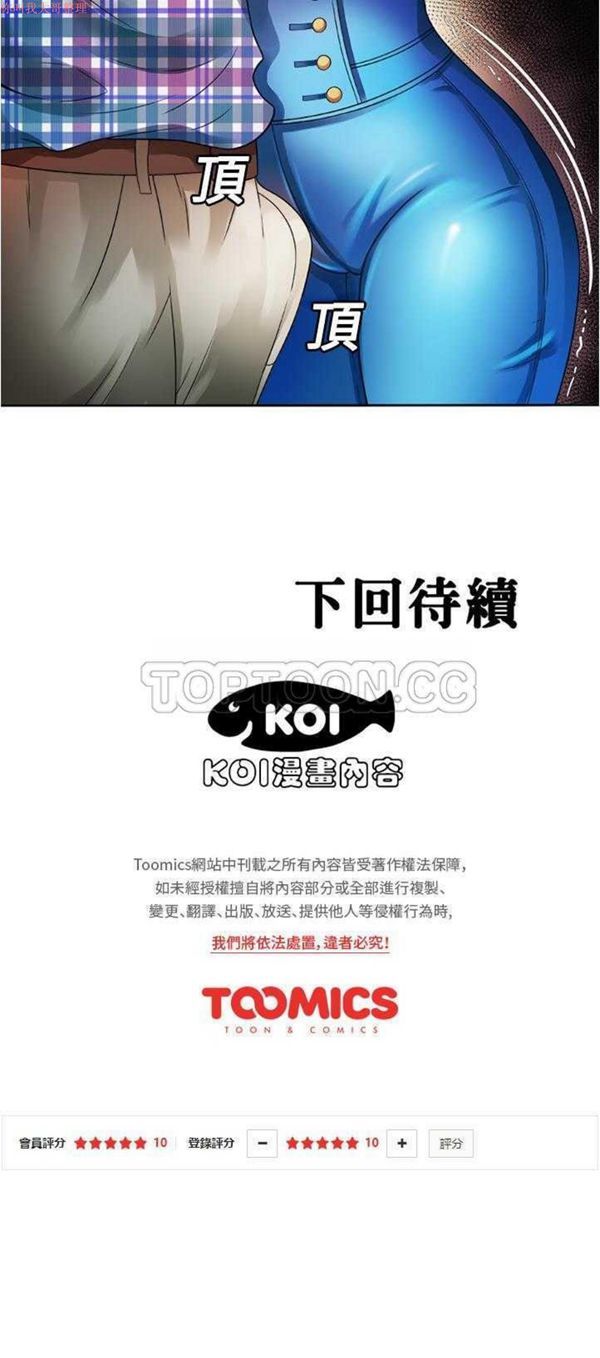 頂
頂
下回待續
TOPTOON.CC
KOI
KOI漫畫內容
Toomics網站中刊載之所有內容皆受著作權法保障，
如未經授權擅自將內容部分或全部進行複製、
變更、翻譯、出版、放送、提供他人等侵權行為時，
我們將依法處置，違者必究！
TOOMICS
TOON & COMICS
會員評分 ★★★★★ 10 登錄評分 − ★★★★★ 10 + 評分